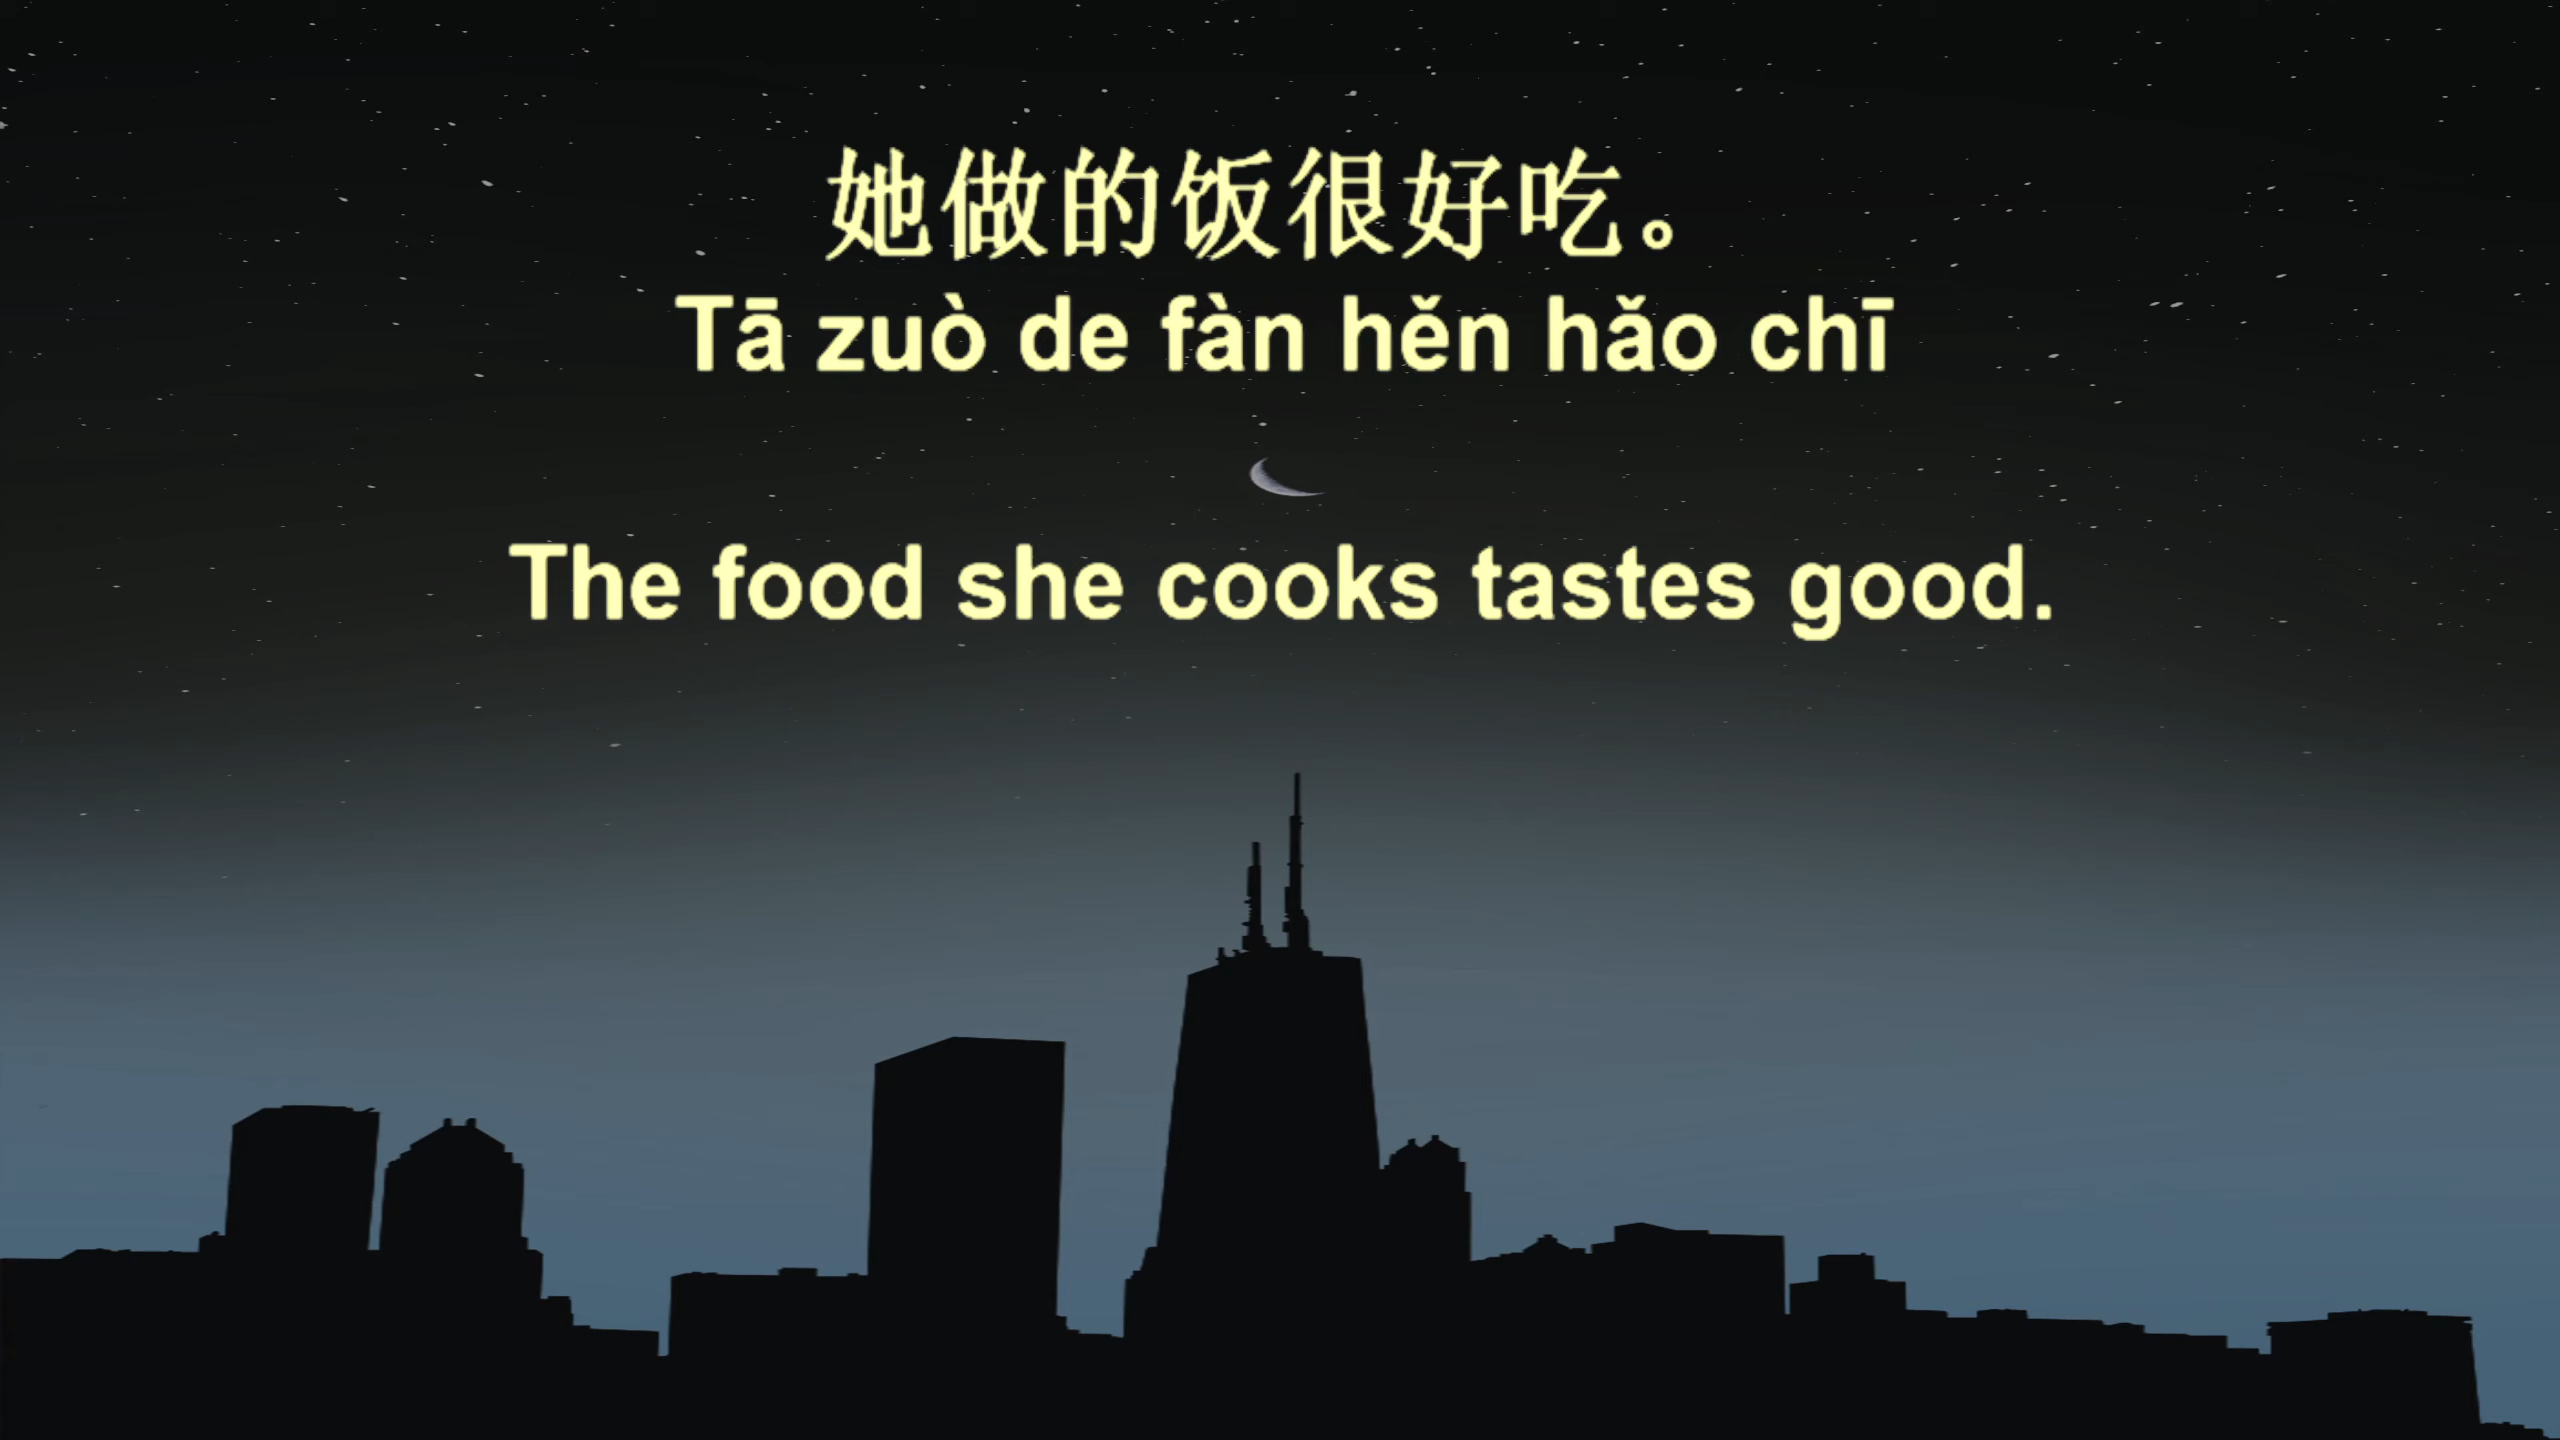 她做的饭很好吃。
Tā zuò de fàn hěn hǎo chī
The food she cooks tastes good.